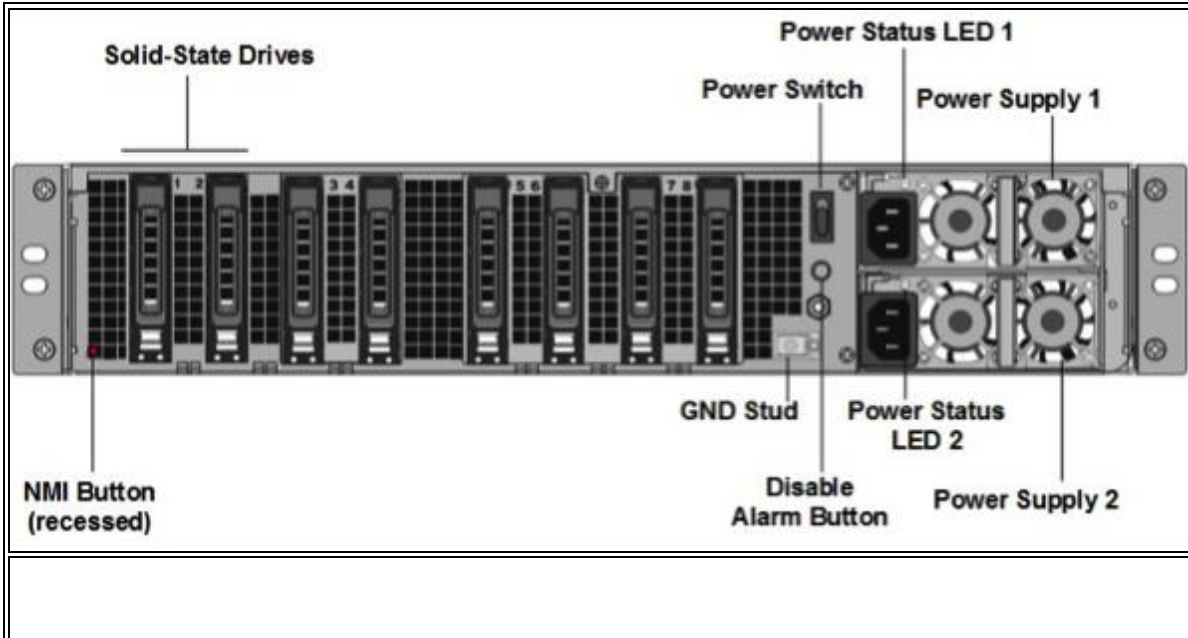 Power Status LED 1
Solid-State Drives
Power Switch
Power Supply 1
1 2
3 4
5 6
7 8
GND Stud
Power Status
LED 2
NMI Button
(recessed)
Disable
Alarm Button
Power Supply 2